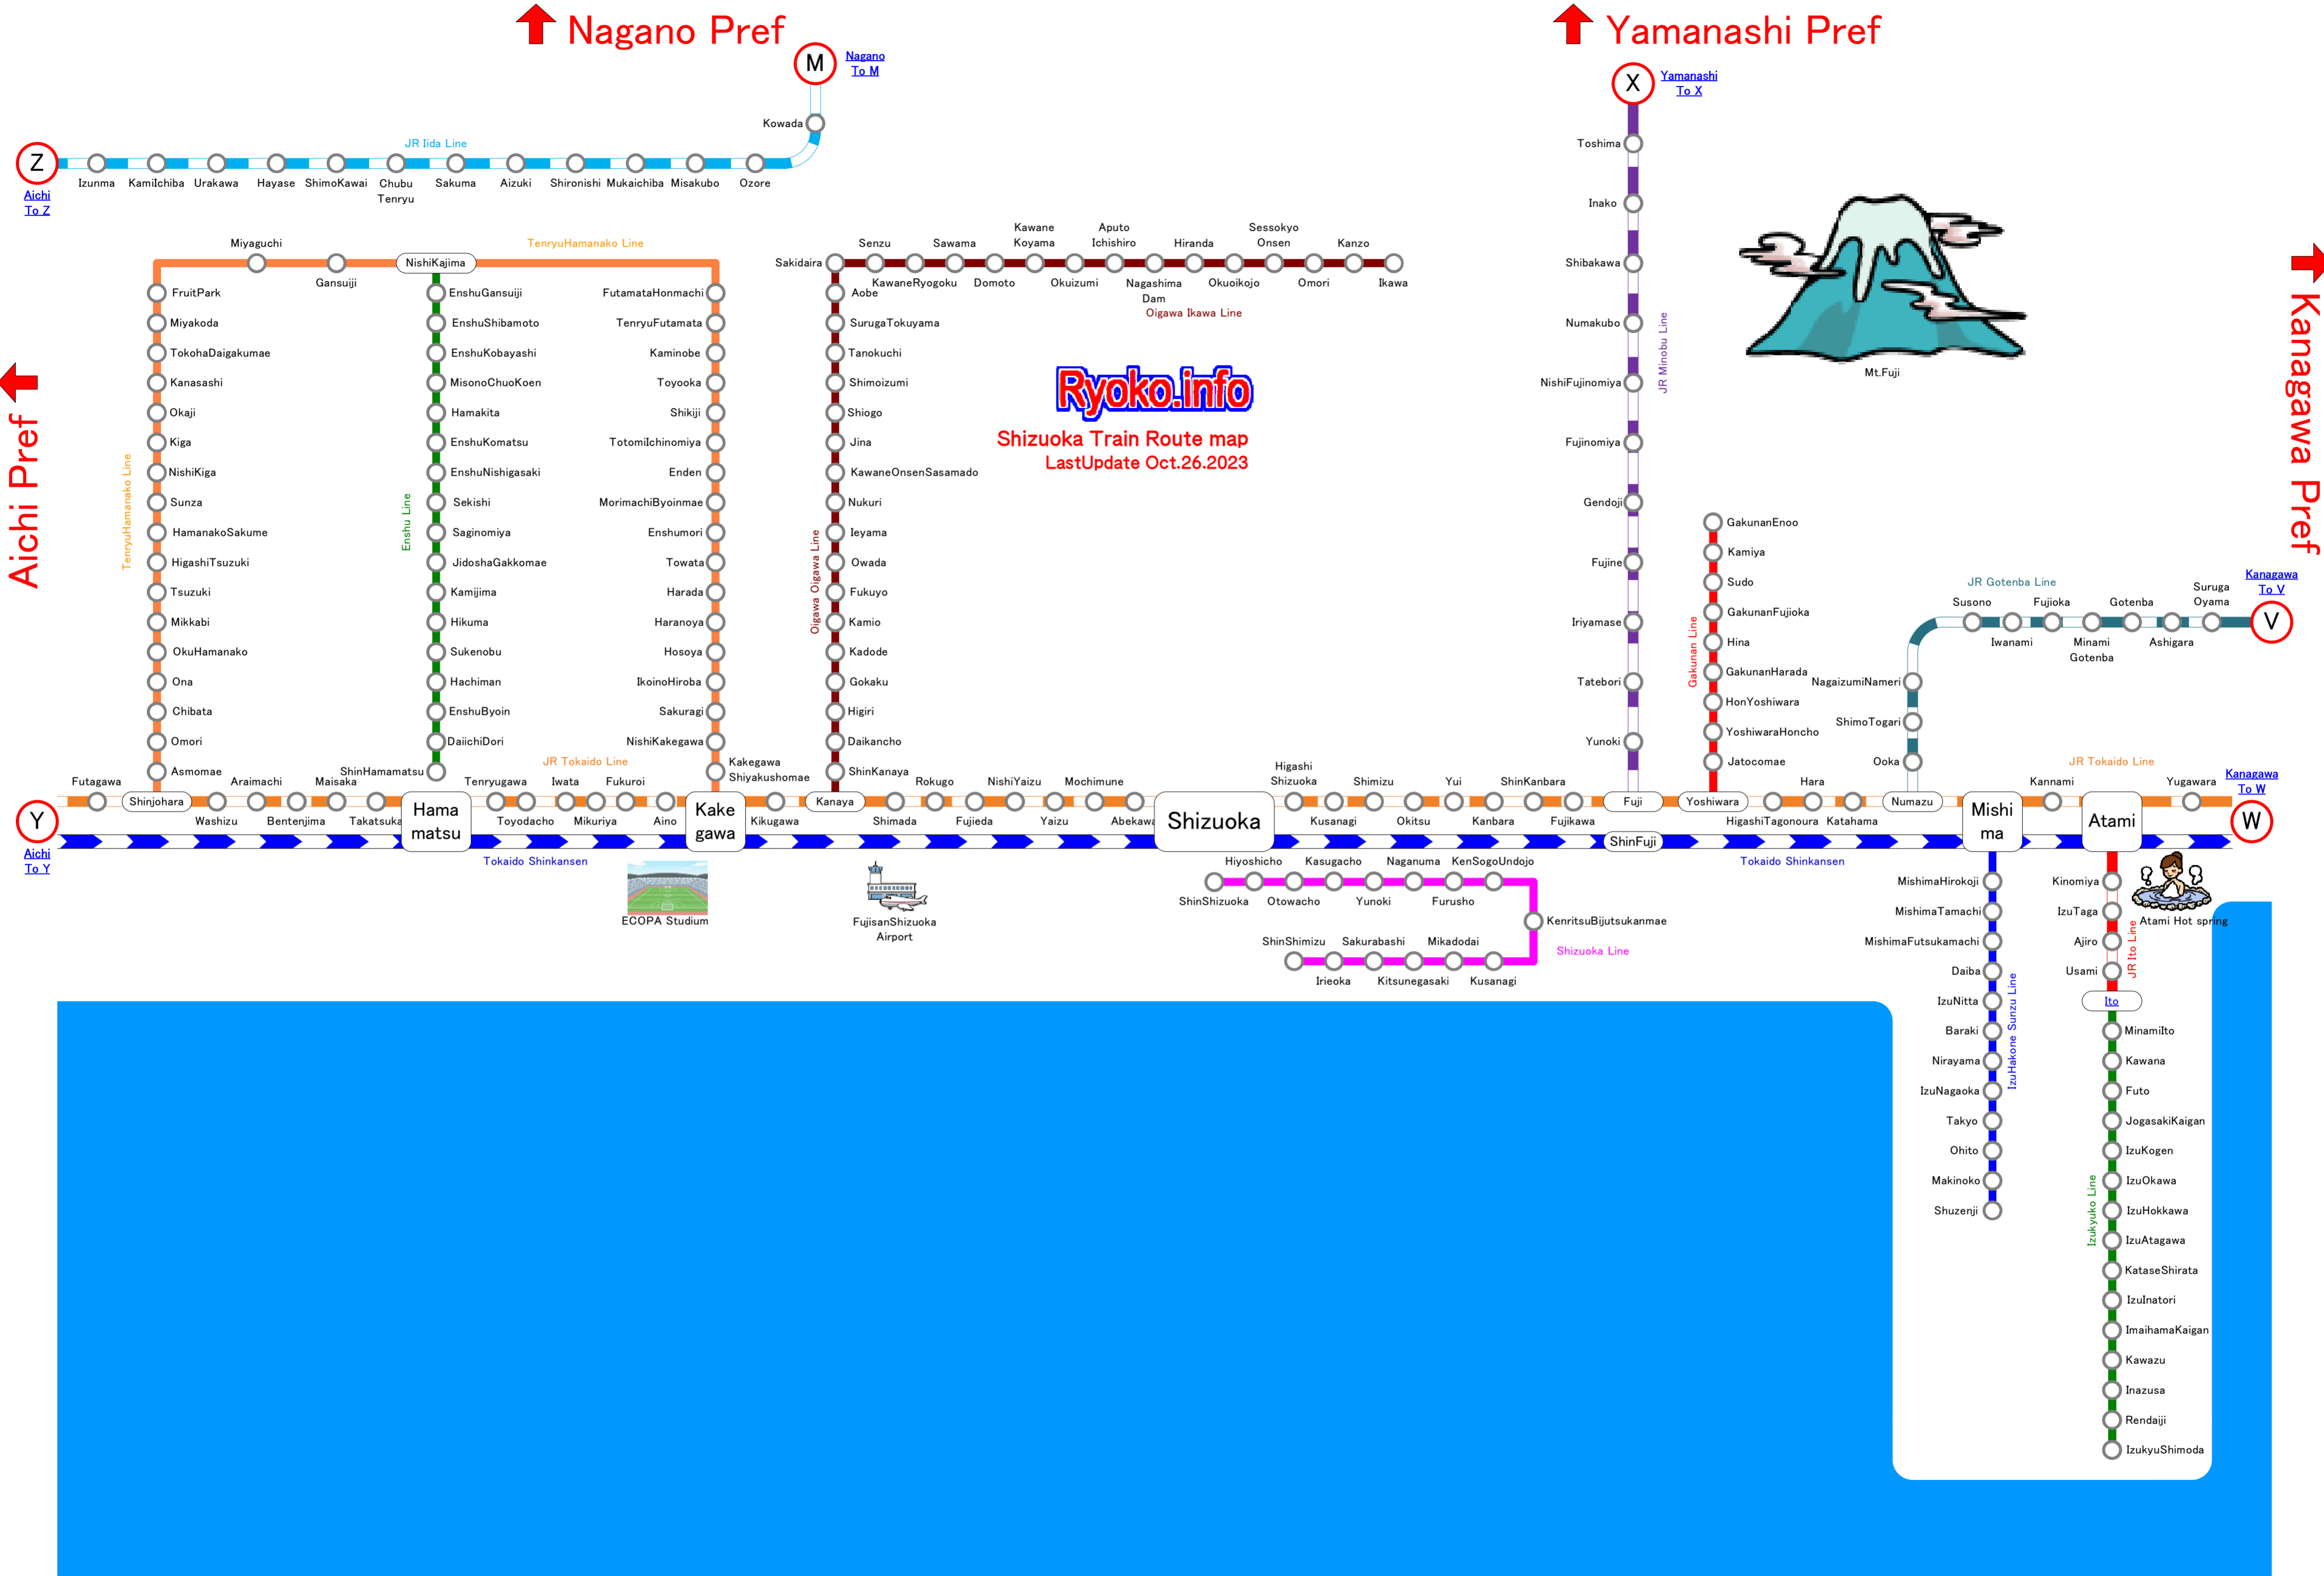 Nagano Pref
Yamanashi Pref
M
Nagano
To M
X
Yamanashi
To X
Kowada
JR Iida Line
Z
Aichi
To Z
Izunma
KamiIchiba
Urakawa
Hayase
ShimoKawai
Chubu
Tenryu
Sakuma
Aizuki
Shironishi
Mukaichiba
Misakubo
Ozore
Toshima
Inako
Shibakawa
Numakubo
NishiFujinomiya
Fujinomiya
Gendoji
Fujine
Iriyamase
Tatebori
Yunoki
JR Minobu Line
Mt.Fuji
Kanagawa Pref
Aichi Pref
Miyaguchi
Gansuiji
NishiKajima
TenryuHamanako Line
FruitPark
Miyakoda
TokohaDaigakumae
Kanasashi
Okaji
Kiga
NishiKiga
Sunza
HamanakoSakume
HigashiTsuzuki
Tsuzuki
Mikkabi
OkuHamanako
Ona
Chibata
Omori
Asmomae
TenryuHamanako Line
EnshuGansuiji
EnshuShibamoto
EnshuKobayashi
MisonoChuoKoen
Hamakita
EnshuKomatsu
EnshuNishigasaki
Sekishi
Saginomiya
JidoshaGakkomae
Kamijima
Hikuma
Sukenobu
Hachiman
EnshuByoin
DaiichiDori
ShinHamamatsu
Enshu Line
FutamataHonmachi
TenryuFutamata
Kaminobe
Toyooka
Shikiji
TotomiIchinomiya
Enden
MorimachiByoinmae
Enshumori
Towata
Harada
Haranoya
Hosoya
IkoinoHiroba
Sakuragi
NishiKakegawa
Kakegawa
Shiyakushomae
Sakidaira
Senzu
KawaneRyogoku
Sawama
Domoto
Kawane
Koyama
Okuizumi
Aputo
Ichishiro
Nagashima
Dam
Hiranda
Okuoikojo
Sessokyo
Onsen
Omori
Kanzo
Ikawa
Oigawa Ikawa Line
Aobe
SurugaTokuyama
Tanokuchi
Shimoizumi
Shiogo
Jina
KawaneOnsenSasamado
Nukuri
Ieyama
Owada
Fukuyo
Kamio
Kadode
Gokaku
Higiri
Daikancho
ShinKanaya
Oigawa Oigawa Line
Ryoko.info
Shizuoka Train Route map
LastUpdate Oct.26.2023
GakunanEnoo
Kamiya
Sudo
GakunanFujioka
Hina
GakunanHarada
HonYoshiwara
YoshiwaraHoncho
Jatocomae
Gakunan Line
JR Gotenba Line
Kanagawa
To V
V
Susono
Iwanami
Fujioka
Minami
Gotenba
Gotenba
Ashigara
Suruga
Oyama
NagaizumiNameri
ShimoTogari
Ooka
JR Tokaido Line
JR Tokaido Line
Y
Aichi
To Y
Futagawa
Shinjohara
Washizu
Araimachi
Bentenjima
Maisaka
Takatsuka
Hama
matsu
Tenryugawa
Toyodacho
Iwata
Mikuriya
Fukuroi
Aino
Kake
gawa
Kikugawa
Kanaya
Shimada
Rokugo
Fujieda
NishiYaizu
Yaizu
Mochimune
Abekawa
Shizuoka
Higashi
Shizuoka
Kusanagi
Shimizu
Okitsu
Yui
Kanbara
ShinKanbara
Fujikawa
Fuji
ShinFuji
Yoshiwara
HigashiTagonoura
Hara
Katahama
Numazu
Mishi
ma
Kannami
Atami
Yugawara
Kanagawa
To W
W
Tokaido Shinkansen
Tokaido Shinkansen
ECOPA Studium
FujisanShizuoka
Airport
ShinShizuoka
Hiyoshicho
Otowacho
Kasugacho
Yunoki
Naganuma
Furusho
KenSogoUndojo
KenritsuBijutsukanmae
Shizuoka Line
ShinShimizu
Irieoka
Sakurabashi
Kitsunegasaki
Mikadodai
Kusanagi
MishimaHirokoji
MishimaTamachi
MishimaFutsukamachi
Daiba
IzuNitta
Baraki
Nirayama
IzuNagaoka
Takyo
Ohito
Makinoko
Shuzenji
IzuHakone Sunzu Line
Kinomiya
IzuTaga
Ajiro
Usami
JR Ito Line
Atami Hot spring
Ito
MinamiIto
Kawana
Futo
JogasakiKaigan
IzuKogen
IzuOkawa
IzuHokkawa
IzuAtagawa
KataseShirata
IzuInatori
ImaihamaKaigan
Kawazu
Inazusa
Rendaiji
IzukyuShimoda
Izukyuko Line